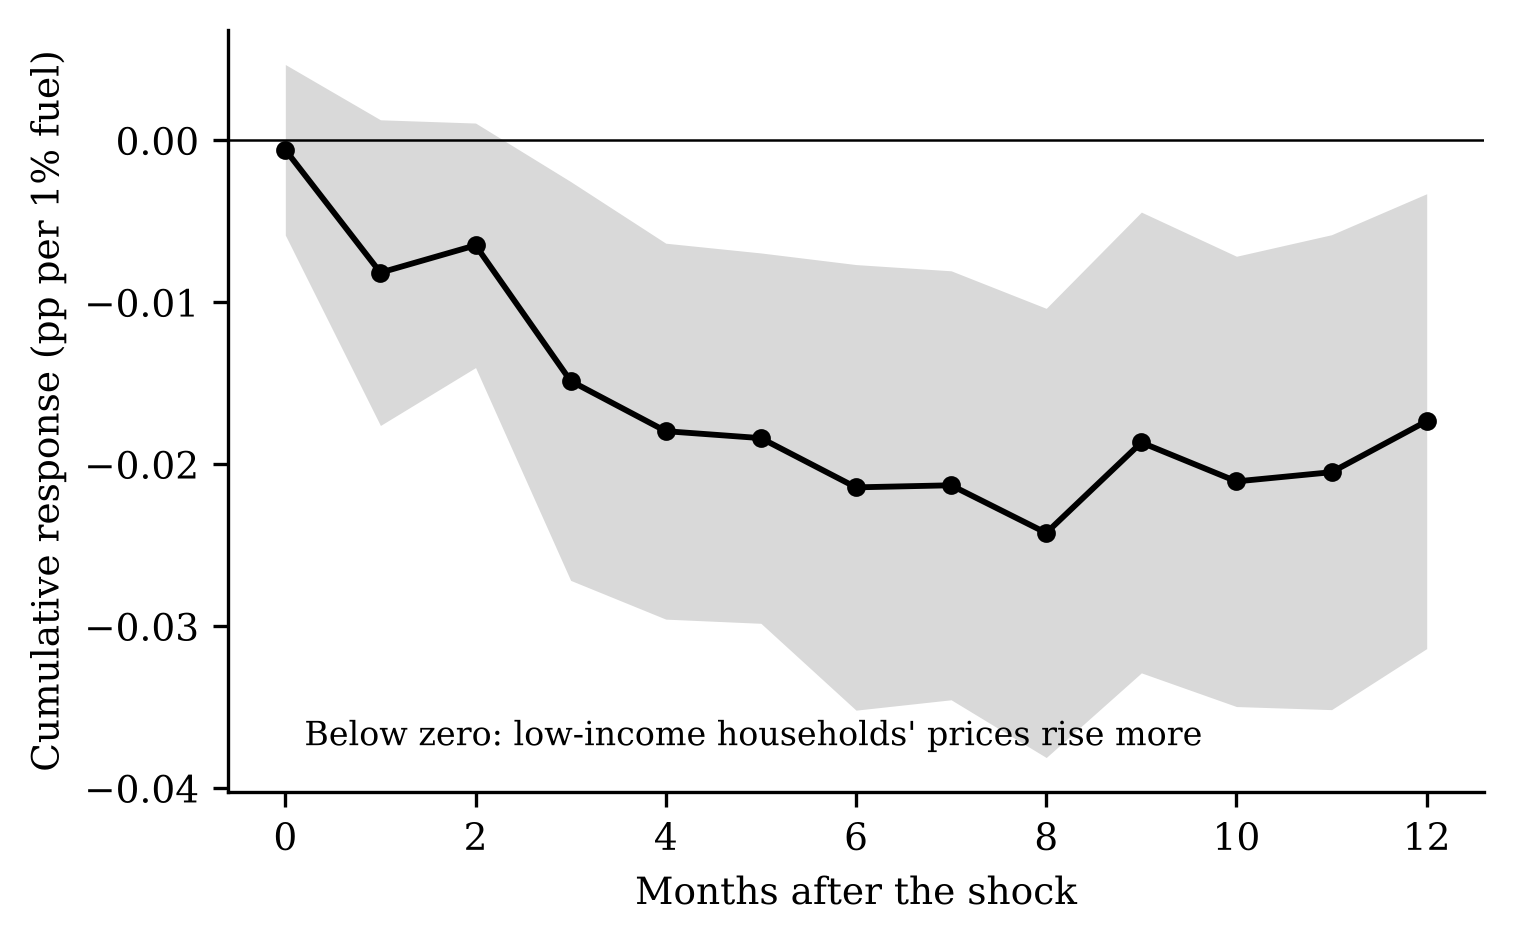 Cumulative response (pp per 1% fuel)
0.00
−0.01
−0.02
−0.03
−0.04
Below zero: low-income households' prices rise more
0 2 4 6 8 10 12
Months after the shock